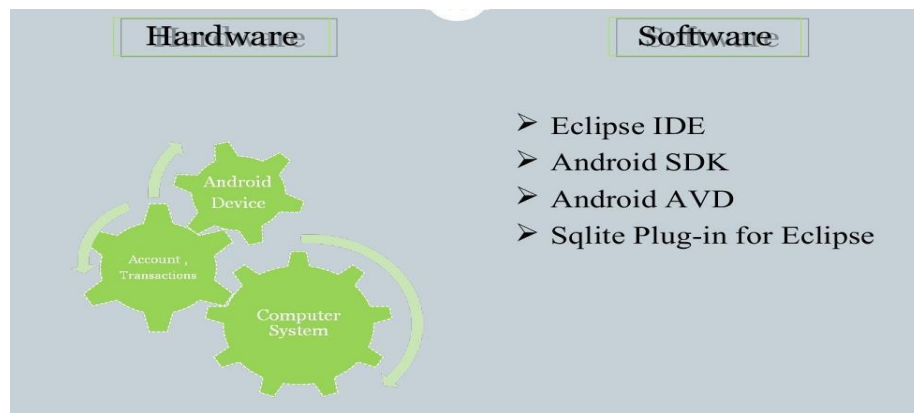 Hardware
Android
Device
Account ,
Transactions
Computer
System
Software
➢ Eclipse IDE
➢ Android SDK
➢ Android AVD
➢ Sqlite Plug-in for Eclipse